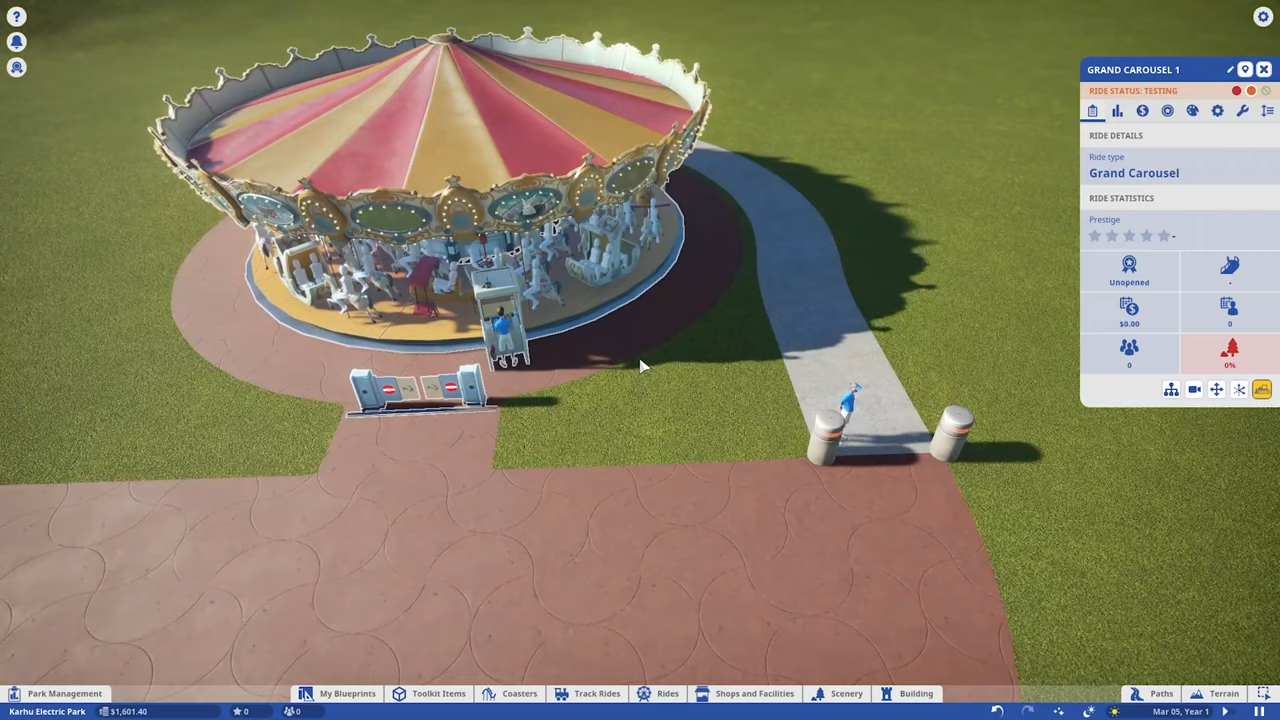 GRAND CAROUSEL 1
RIDE STATUS: TESTING
RIDE DETAILS
Ride type
Grand Carousel
RIDE STATISTICS
Prestige
-
Unopened
-
$0.00
0
0
0%
Park Management
My Blueprints
Toolkit Items
Coasters
Track Rides
Rides
Shops and Facilities
Scenery
Building
Paths
Terrain
Karhu Electric Park
$1,601.40
0
0
Mar 05, Year 1